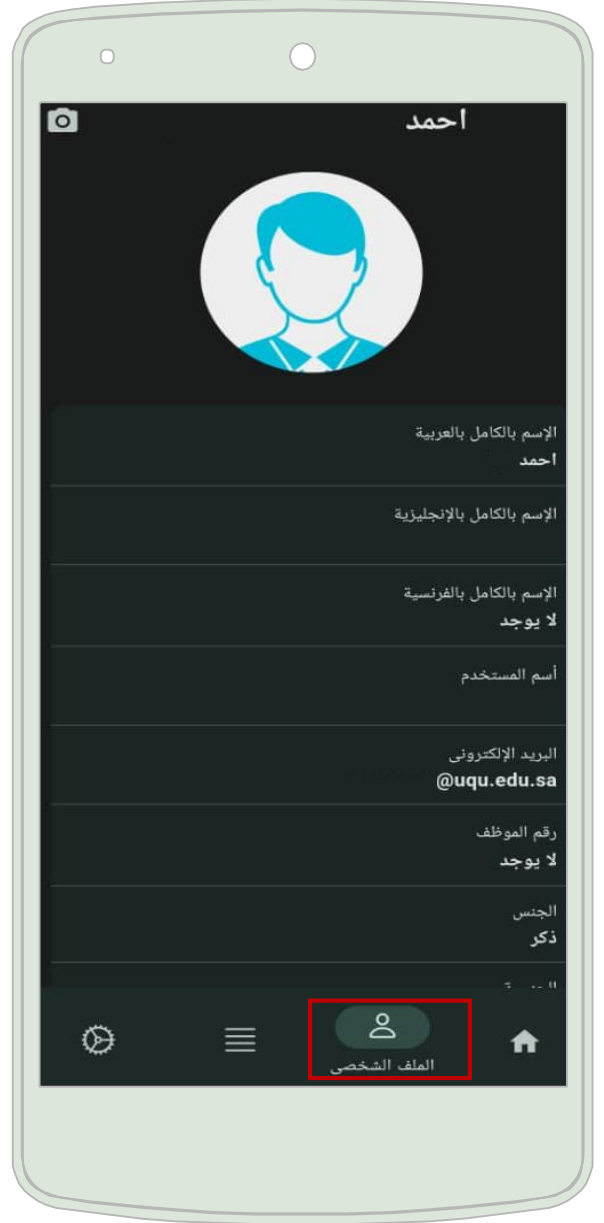 احمد
الإسم بالكامل بالعربية
احمد
الإسم بالكامل بالإنجليزية
الإسم بالكامل بالفرنسية
لا يوجد
أسم المستخدم
البريد الإلكترونى
@uqu.edu.sa
رقم الموظف
لا يوجد
الجنس
ذكر
الملف الشخصى